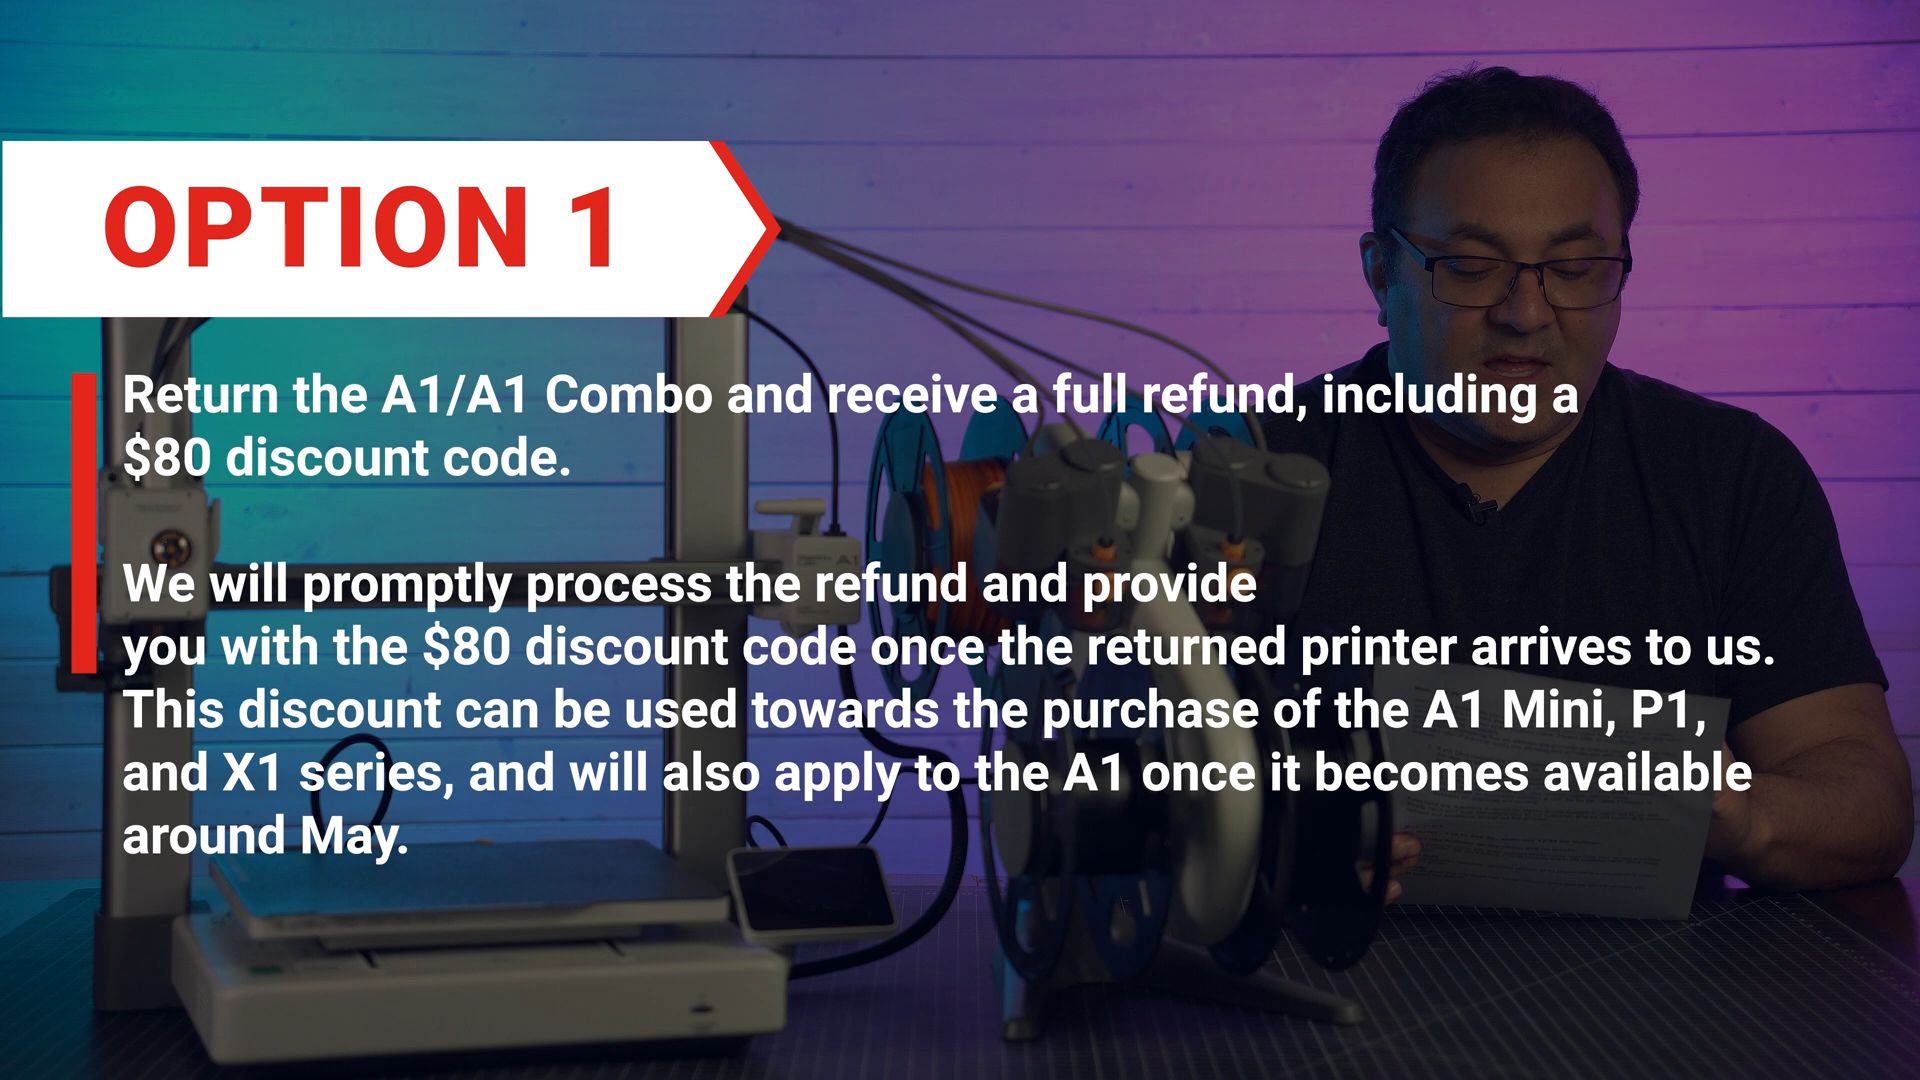 OPTION 1
Return the A1/A1 Combo and receive a full refund, including a
$80 discount code.
We will promptly process the refund and provide
you with the $80 discount code once the returned printer arrives to us.
This discount can be used towards the purchase of the A1 Mini, P1,
and X1 series, and will also apply to the A1 once it becomes available
around May.
A1